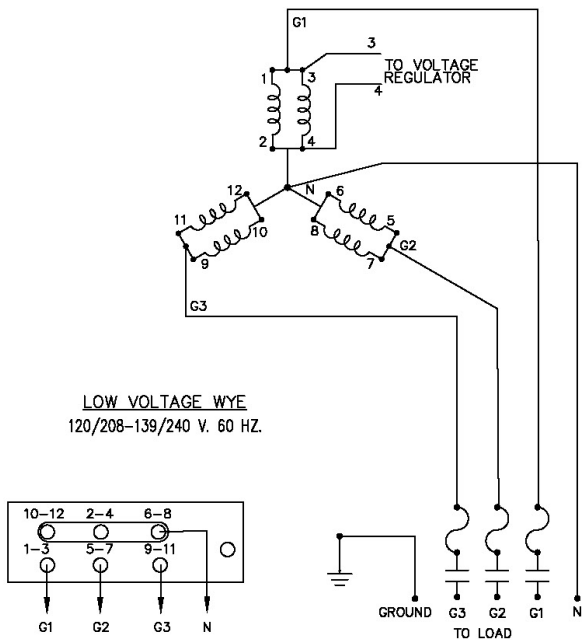 G1
3
TO VOLTAGE
REGULATOR
1
3
4
2
4
N
12
6
11
10
8
5
G2
9
7
G3
LOW VOLTAGE WYE
120/208-139/240 V. 60 HZ.
10-12 2-4 6-8
1-3 5-7 9-11
G1 G2 G3 N
GROUND G3 G2 G1 N
TO LOAD